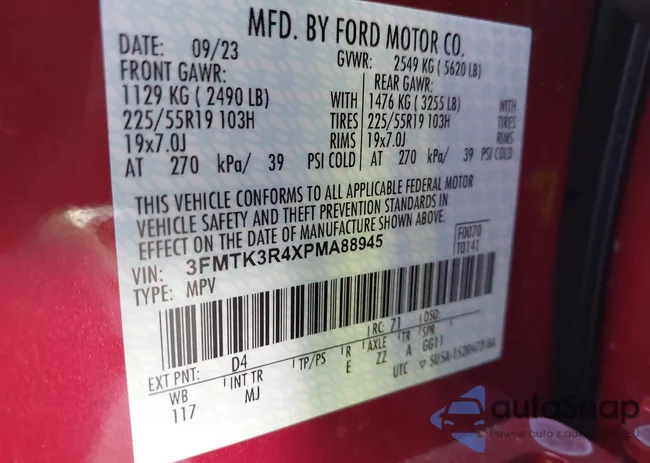 MFD. BY FORD MOTOR CO.
DATE: 09/23 GVWR: 2549 KG ( 5620 LB)
FRONT GAWR: REAR GAWR:
1129 KG ( 2490 LB) WITH 1476 KG ( 3255 LB) WITH
225/55R19 103H TIRES 225/55R19 103H TIRES
19x7.0J RIMS 19x7.0J RIMS
AT 270 kPa/ 39 PSI COLD AT 270 kPa/ 39 PSI COLD
THIS VEHICLE CONFORMS TO ALL APPLICABLE FEDERAL MOTOR
VEHICLE SAFETY AND THEFT PREVENTION STANDARDS IN
EFFECT ON THE DATE OF MANUFACTURE SHOWN ABOVE.
F0070
T0141
VIN: 3FMTK3R4XPMA88945
TYPE: MPV
EXT PNT: D4 RC: 71 DSO:
WB INT TR TP/PS R AXLE TR SPR
117 MJ E ZZ A GG11
UTC
autoSnap
Pewne auto z